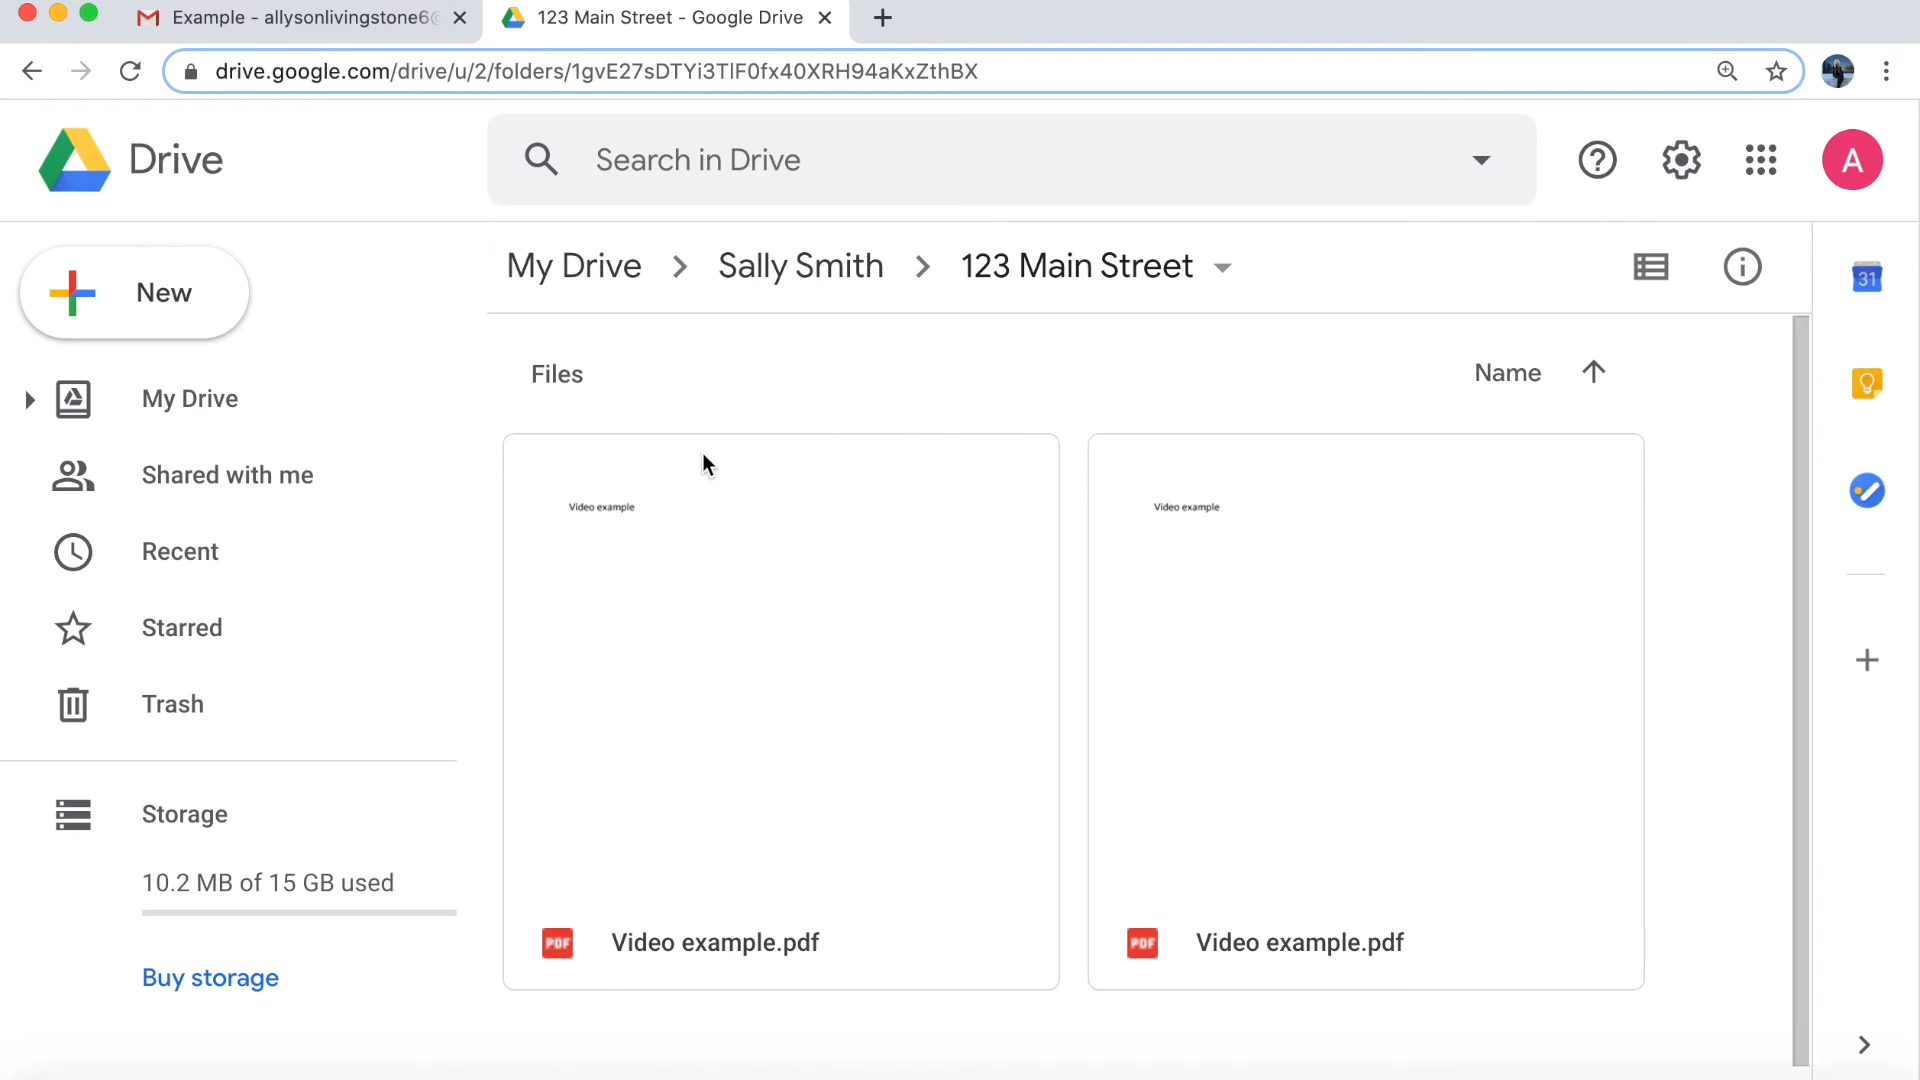 Example - allysonlivingstone6@
123 Main Street - Google Drive
drive.google.com/drive/u/2/folders/1gvE27sDTYi3TlF0fx40XRH94aKxZthBX
Drive
Search in Drive
A
New
My Drive
Sally Smith
123 Main Street
31
Files
Name
My Drive
Shared with me
Recent
Starred
Trash
Storage
10.2 MB of 15 GB used
Buy storage
Video example
Video example
PDF
Video example.pdf
PDF
Video example.pdf